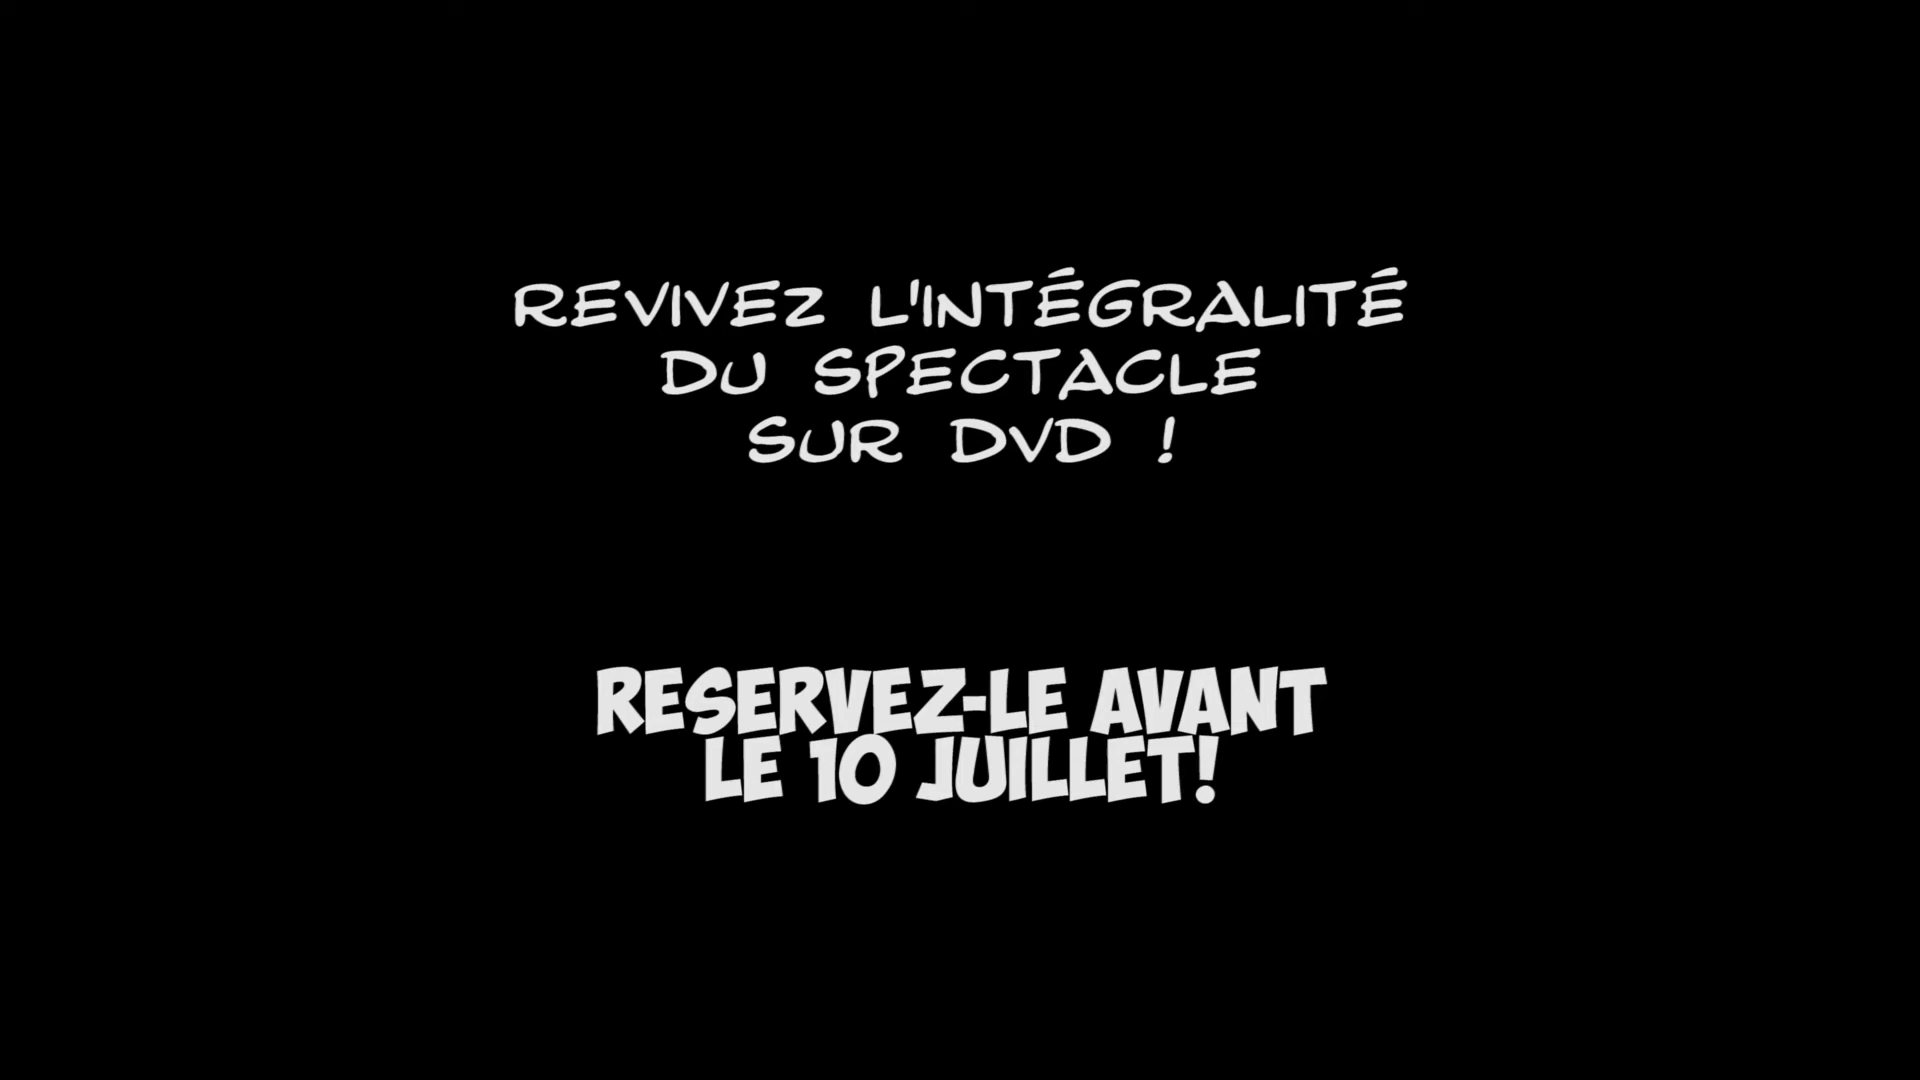 REVIVEZ L'INTÉGRALITÉ
DU SPECTACLE
SUR DVD !
RESERVEZ-LE AVANT
LE 10 JUILLET!